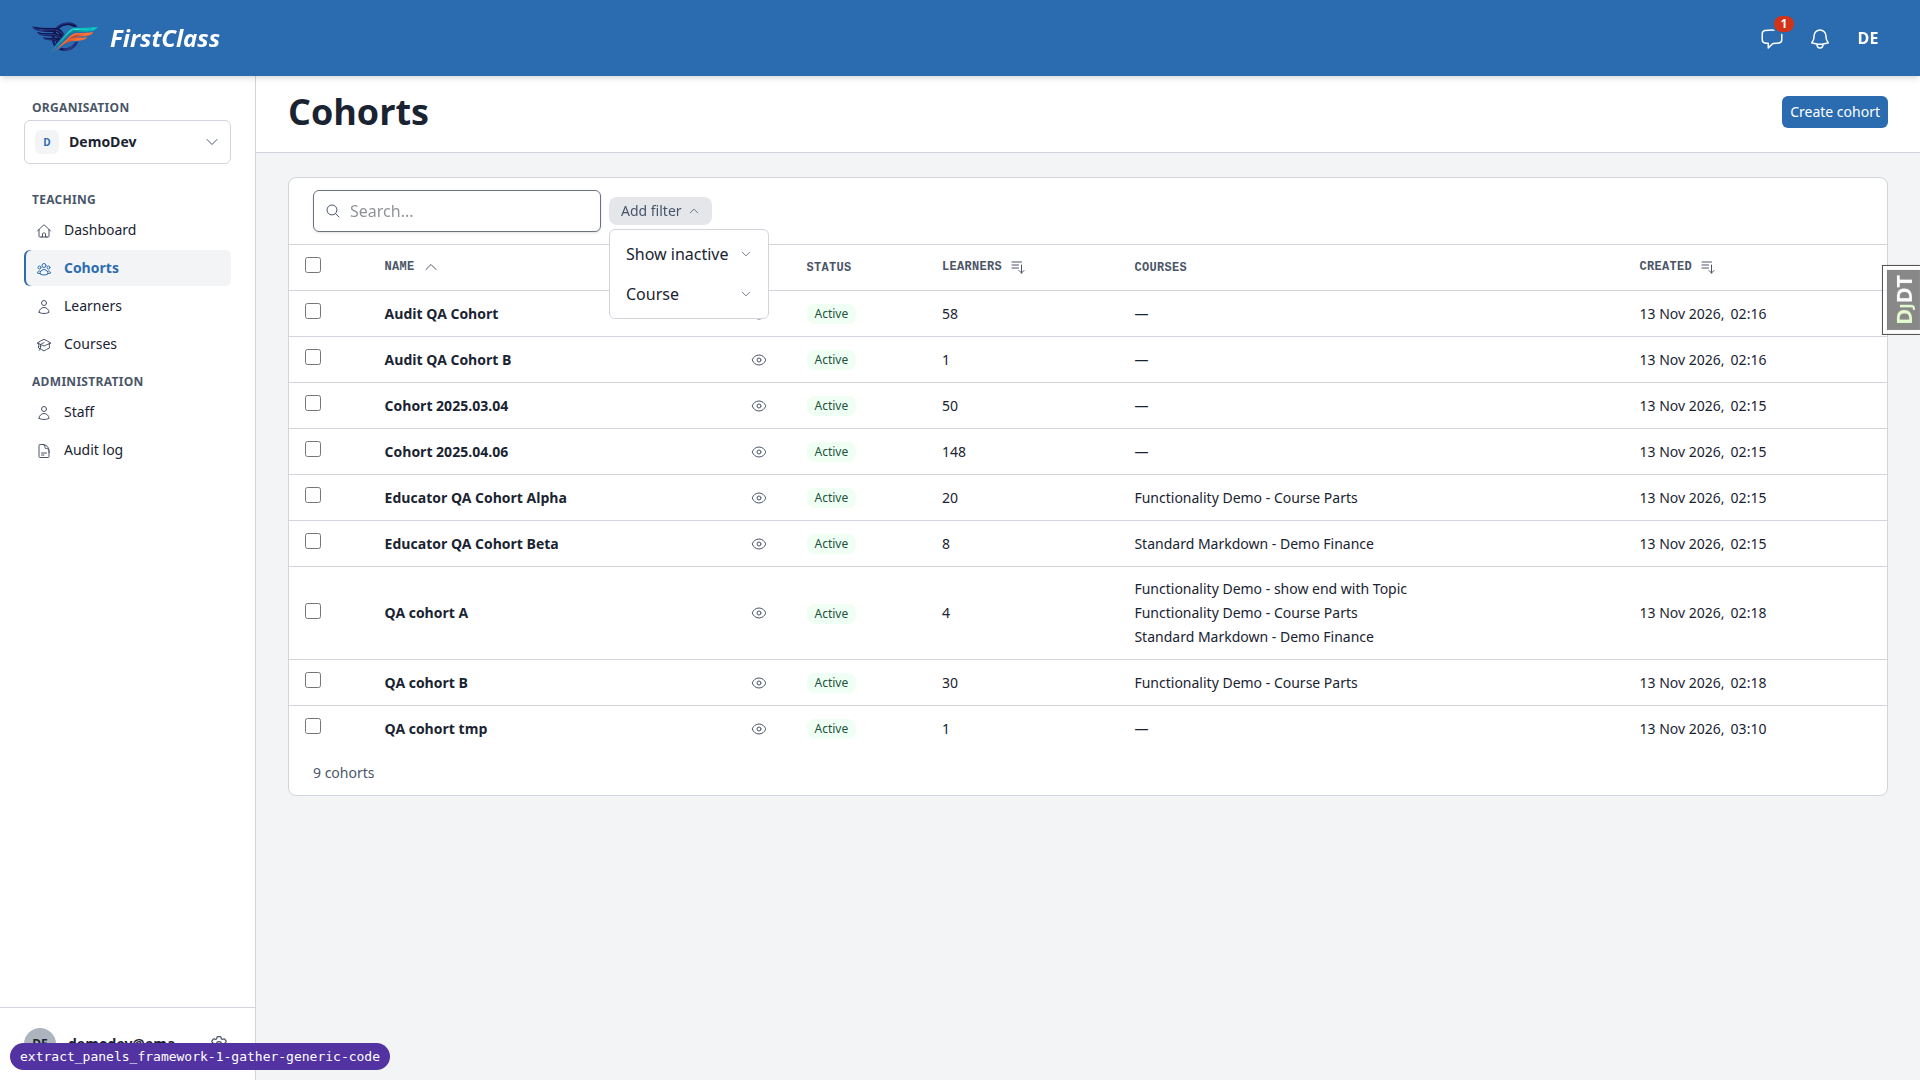 FirstClass
1
DE
ORGANISATION
D DemoDev
TEACHING
Dashboard
Cohorts
Learners
Courses
ADMINISTRATION
Staff
Audit log
Cohorts
Create cohort
Search...
Add filter
Show inactive
Course
NAME STATUS LEARNERS COURSES CREATED
Audit QA Cohort Active 58 — 13 Nov 2026, 02:16
Audit QA Cohort B Active 1 — 13 Nov 2026, 02:16
Cohort 2025.03.04 Active 50 — 13 Nov 2026, 02:15
Cohort 2025.04.06 Active 148 — 13 Nov 2026, 02:15
Educator QA Cohort Alpha Active 20 Functionality Demo - Course Parts 13 Nov 2026, 02:15
Educator QA Cohort Beta Active 8 Standard Markdown - Demo Finance 13 Nov 2026, 02:15
Functionality Demo - show end with Topic
QA cohort A Active 4 Functionality Demo - Course Parts 13 Nov 2026, 02:18
Standard Markdown - Demo Finance
QA cohort B Active 30 Functionality Demo - Course Parts 13 Nov 2026, 02:18
QA cohort tmp Active 1 — 13 Nov 2026, 03:10
9 cohorts
DjDT
extract_panels_framework-1-gather-generic-code